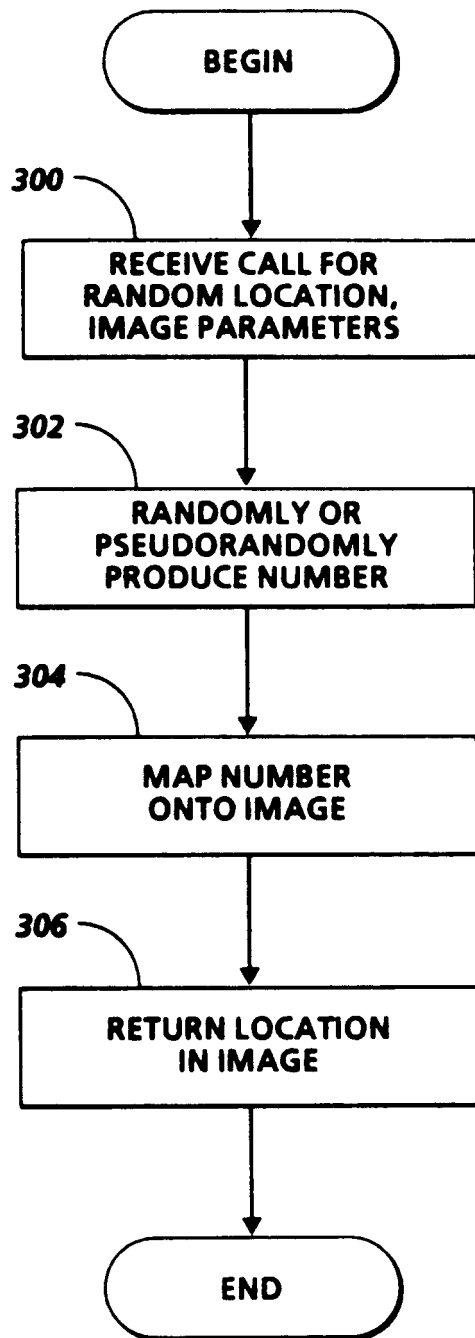 BEGIN
300
RECEIVE CALL FOR
RANDOM LOCATION,
IMAGE PARAMETERS
302
RANDOMLY OR
PSEUDORANDOMLY
PRODUCE NUMBER
304
MAP NUMBER
ONTO IMAGE
306
RETURN LOCATION
IN IMAGE
END